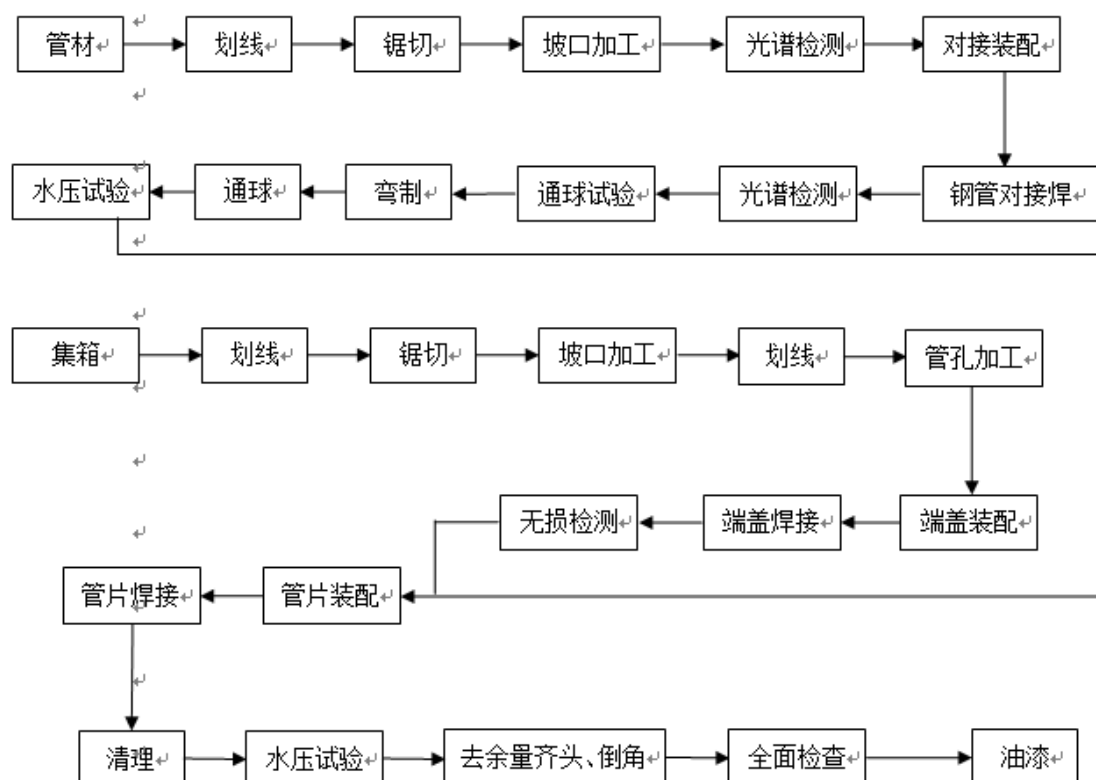 管材 划线 锯切 坡口加工 光谱检测 对接装配
水压试验 通球 弯制 通球试验 光谱检测 钢管对接焊
集箱 划线 锯切 坡口加工 划线 管孔加工
无损检测 端盖焊接 端盖装配
管片焊接 管片装配
清理 水压试验 去余量齐头、倒角 全面检查 油漆